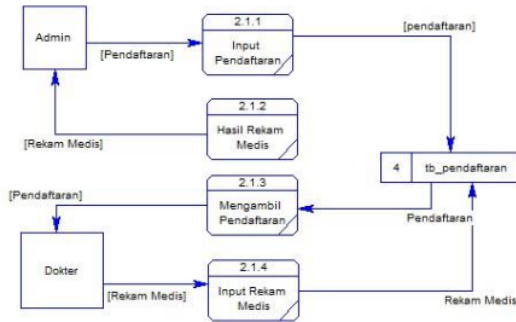 2.1.1
[pendaftaran]
Admin
Input
Pendaftaran
[Pendaftaran]
2.1.2
Hasil Rekam
Medis
[Rekam Medis]
4 tb_pendaftaran
2.1.3
[Pendaftaran]
Mengambil
Pendaftaran
Pendaftaran
2.1.4
Dokter
Input Rekam
Medis
[Rekam Medis]
Rekam Medis